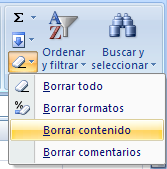 Σ
Ordenar
y filtrar
Buscar y
seleccionar
Borrar todo
Borrar formatos
Borrar contenido
Borrar comentarios